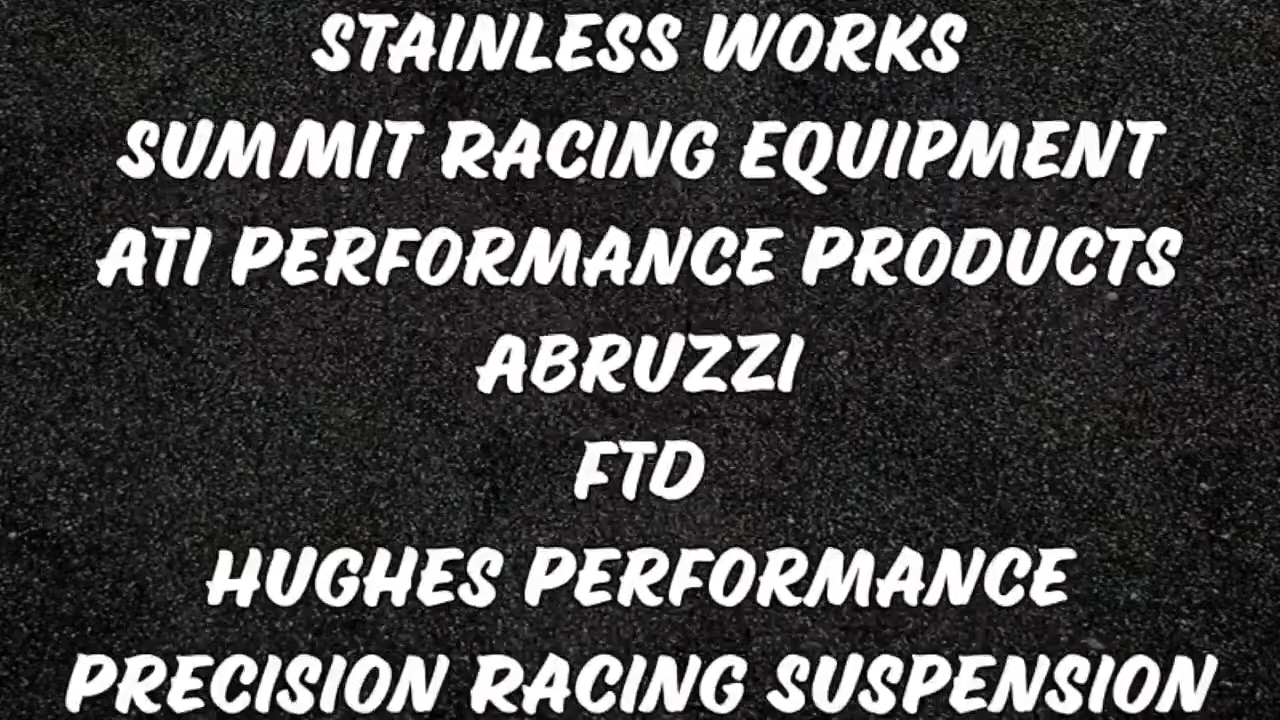 STAINLESS WORKS
SUMMIT RACING EQUIPMENT
ATI PERFORMANCE PRODUCTS
ABRUZZI
FTD
HUGHES PERFORMANCE
PRECISION RACING SUSPENSION